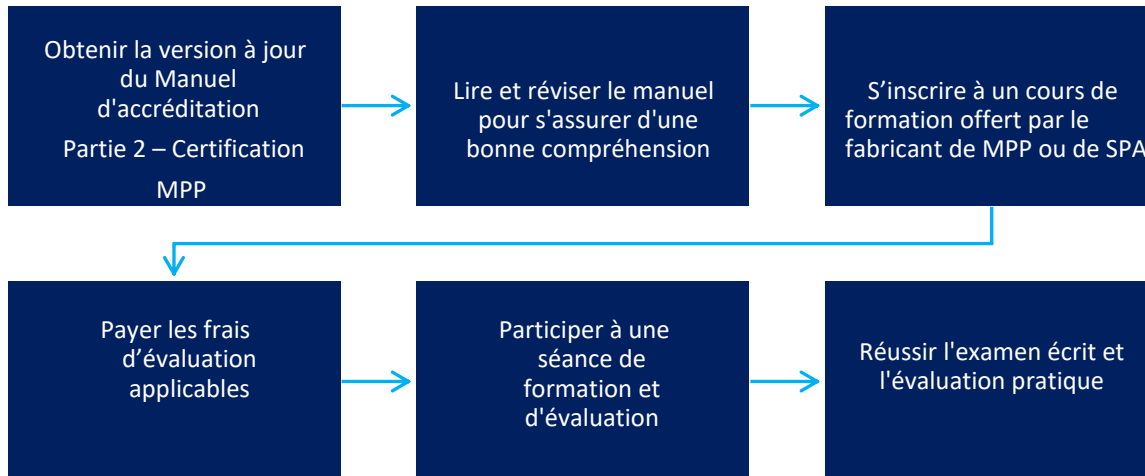 Obtenir la version à jour
du Manuel
d'accréditation
Partie 2 – Certification
MPP
Lire et réviser le manuel
pour s'assurer d'une
bonne compréhension
S’inscrire à un cours de
formation offert par le
fabricant de MPP ou de SPA
Payer les frais
d’évaluation
applicables
Participer à une
séance de
formation et
d'évaluation
Réussir l'examen écrit et
l'évaluation pratique